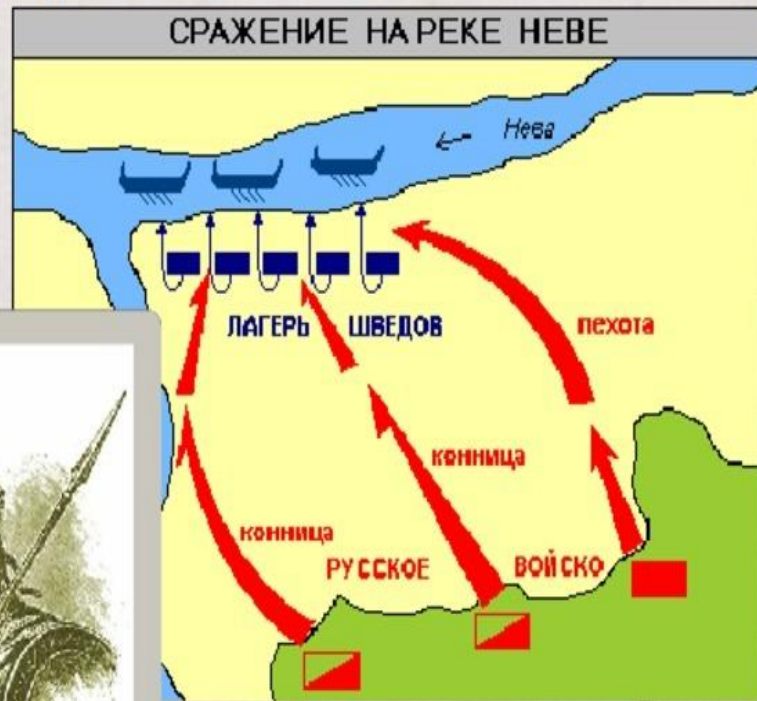 СРАЖЕНИЕ НА РЕКЕ НЕВЕ
Нева
ЛАГЕРЬ ШВЕДОВ
пехота
конница
конница
РУССКОЕ ВОЙСКО